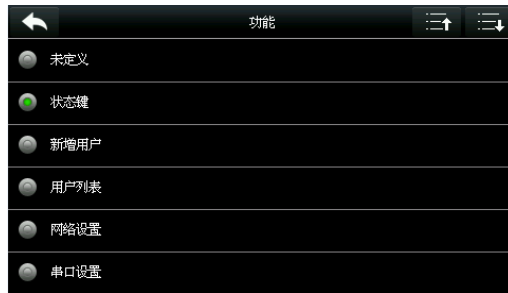 功能
未定义
状态键
新增用户
用户列表
网络设置
串口设置